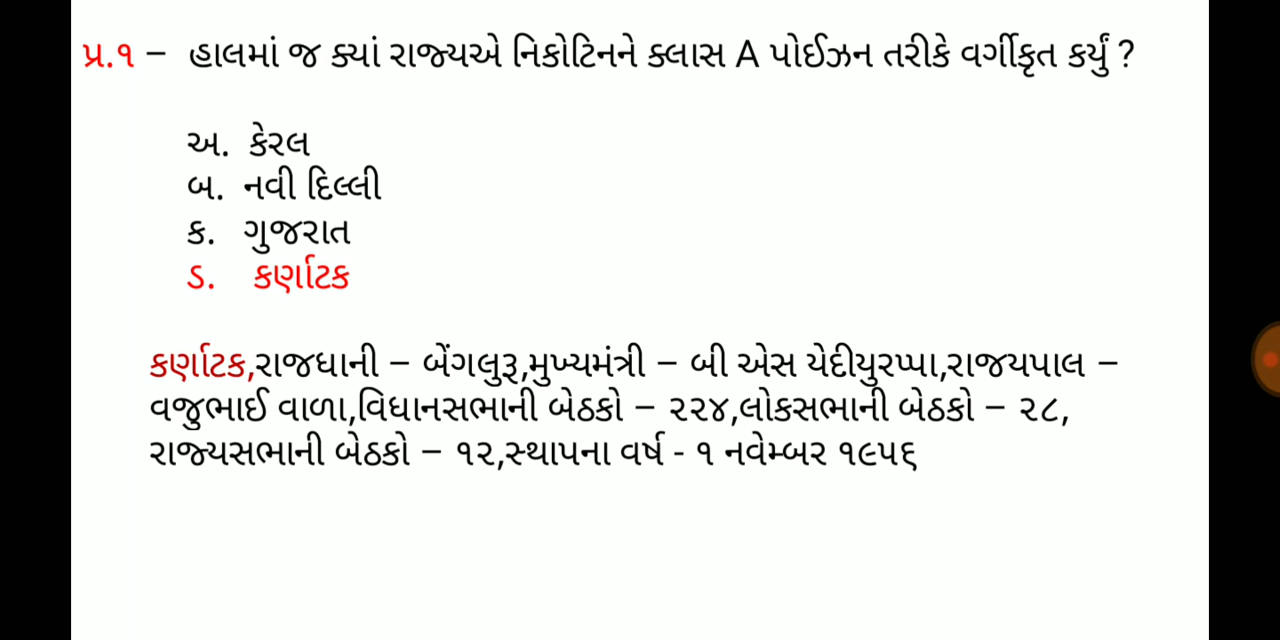 પ્ર.૧ – હાલમાં જ ક્યાં રાજ્યએ નિકોટિનને ક્લાસ A પોઈઝન તરીકે વર્ગીકૃત કર્યું ?
અ. કેરલ
બ. નવી દિલ્લી
ક. ગુજરાત
ડ. કર્ણાટક
કર્ણાટક,રાજધાની – બેંગલુરૂ,મુખ્યમંત્રી – બી એસ યેદીયુરપ્પા,રાજયપાલ –
વજુભાઈ વાળા,વિધાનસભાની બેઠકો – ૨૨૪,લોકસભાની બેઠકો – ૨૮,
રાજ્યસભાની બેઠકો – ૧૨,સ્થાપના વર્ષ - ૧ નવેમ્બર ૧૯૫૬